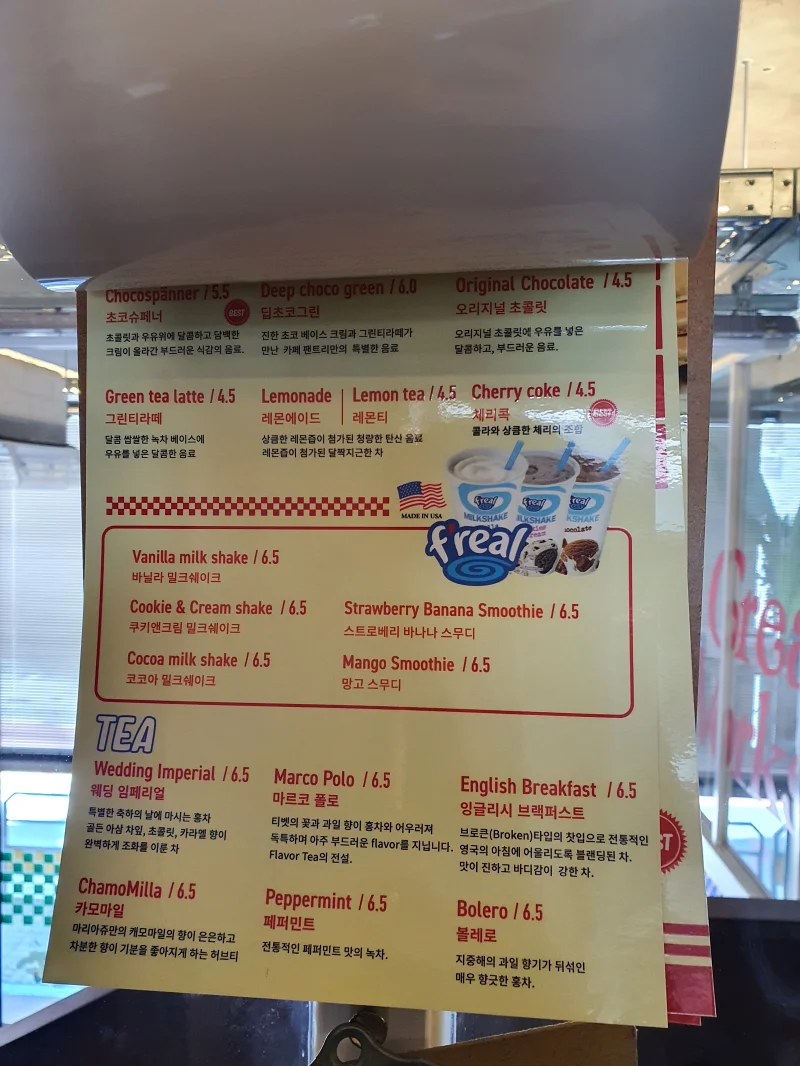 Chocospänner / 5.5
초코슈페너
BEST
초콜릿과 우유위에 달콤하고 담백한
크림이 올라간 부드러운 식감의 음료.
Deep choco green / 6.0
딥초코그린
진한 초코 베이스 크림과 그린티라떼가
만난 카페 팬트리만의 특별한 음료
Original Chocolate / 4.5
오리지널 초콜릿
오리지널 초콜릿에 우유를 넣은
달콤하고, 부드러운 음료.
Green tea latte / 4.5
그린티라떼
달콤 쌉쌀한 녹차 베이스에
우유를 넣은 달콤한 음료
Lemonade | Lemon tea / 4.5
레몬에이드 | 레몬티
상큼한 레몬즙이 첨가된 청량한 탄산 음료
레몬즙이 첨가된 달짝지근한 차
Cherry coke / 4.5
체리콕
BEST
콜라와 상큼한 체리의 조합
MADE IN USA
f'real
MILKSHAKE
f'real
MILKSHAKE
f'real
MILKSHAKE
f'real
Vanilla milk shake / 6.5
바닐라 밀크쉐이크
Cookie & Cream shake / 6.5
쿠키앤크림 밀크쉐이크
Strawberry Banana Smoothie / 6.5
스트로베리 바나나 스무디
Cocoa milk shake / 6.5
코코아 밀크쉐이크
Mango Smoothie / 6.5
망고 스무디
TEA
Wedding Imperial / 6.5
웨딩 임페리얼
특별한 축하의 날에 마시는 홍차
골든 아삼 차잎, 초콜릿, 카라멜 향이
완벽하게 조화를 이룬 차
Marco Polo / 6.5
마르코 폴로
티벳의 꽃과 과일 향이 홍차와 어우러져
독특하며 아주 부드러운 flavor를 지닙니다.
Flavor Tea의 전설.
English Breakfast / 6.5
잉글리시 브랙퍼스트
브로큰(Broken)타입의 찻입으로 전통적인
영국의 아침에 어울리도록 블랜딩된 차.
맛이 진하고 바디감이 강한 차.
ChamoMilla / 6.5
카모마일
마리아쥬만의 캐모마일의 향이 은은하고
차분한 향이 기분을 좋아지게 하는 허브티
Peppermint / 6.5
페퍼민트
전통적인 페퍼민트 맛의 녹차.
Bolero / 6.5
볼레로
지중해의 과일 향기가 뒤섞인
매우 향긋한 홍차.